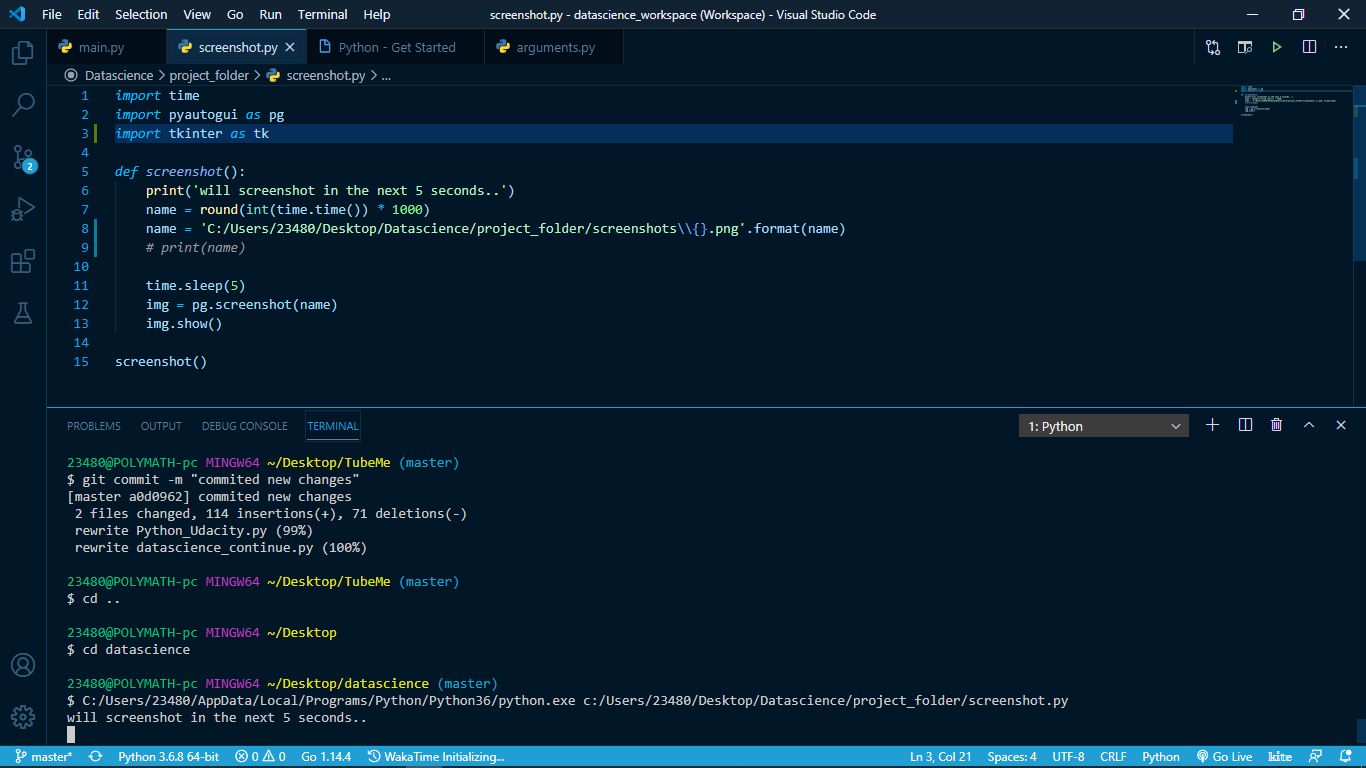 File Edit Selection View Go Run Terminal Help screenshot.py - datascience_workspace (Workspace) - Visual Studio Code
main.py screenshot.py Python - Get Started arguments.py
Datascience > project_folder > screenshot.py > ...
1 import time
2 import pyautogui as pg
3 import tkinter as tk
4
5 def screenshot():
6 print('will screenshot in the next 5 seconds..')
7 name = round(int(time.time()) * 1000)
8 name = 'C:/Users/23480/Desktop/Datascience/project_folder/screenshots\\{}.png'.format(name)
9 # print(name)
10
11 time.sleep(5)
12 img = pg.screenshot(name)
13 img.show()
14
15 screenshot()
2
PROBLEMS OUTPUT DEBUG CONSOLE TERMINAL 1: Python
23480@POLYMATH-pc MINGW64 ~/Desktop/TubeMe (master)
$ git commit -m "commited new changes"
[master a0d0962] commited new changes
2 files changed, 114 insertions(+), 71 deletions(-)
rewrite Python_Udacity.py (99%)
rewrite datascience_continue.py (100%)
23480@POLYMATH-pc MINGW64 ~/Desktop/TubeMe (master)
$ cd ..
23480@POLYMATH-pc MINGW64 ~/Desktop
$ cd datascience
23480@POLYMATH-pc MINGW64 ~/Desktop/datascience (master)
$ C:/Users/23480/AppData/Local/Programs/Python/Python36/python.exe c:/Users/23480/Desktop/Datascience/project_folder/screenshot.py
will screenshot in the next 5 seconds..
master* Python 3.6.8 64-bit 0 0 Go 1.14.4 WakaTime Initializing... Ln 3, Col 21 Spaces: 4 UTF-8 CRLF Python Go Live kite